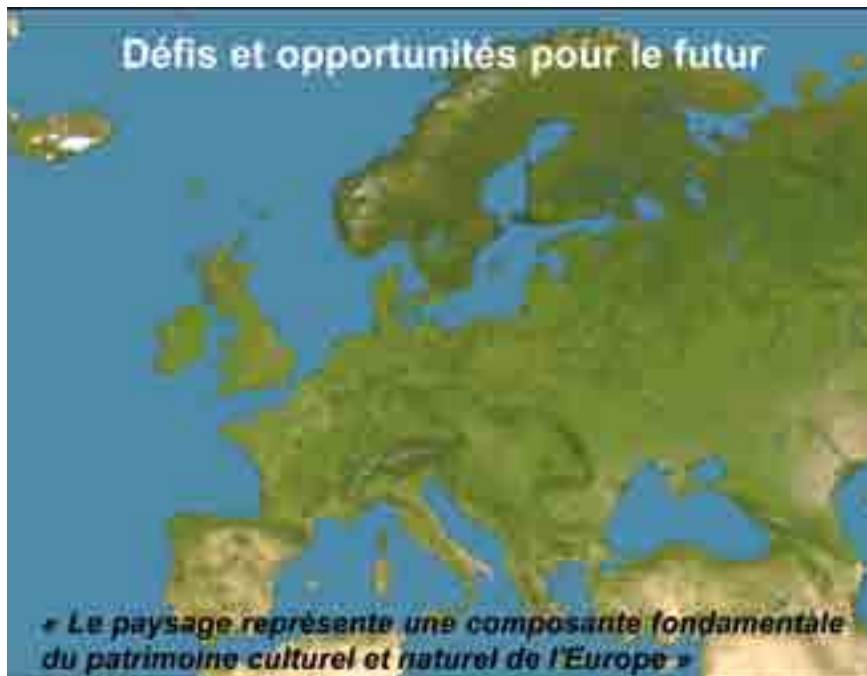 Défis et opportunités pour le futur
« Le paysage représente une composante fondamentale
du patrimoine culturel et naturel de l'Europe »